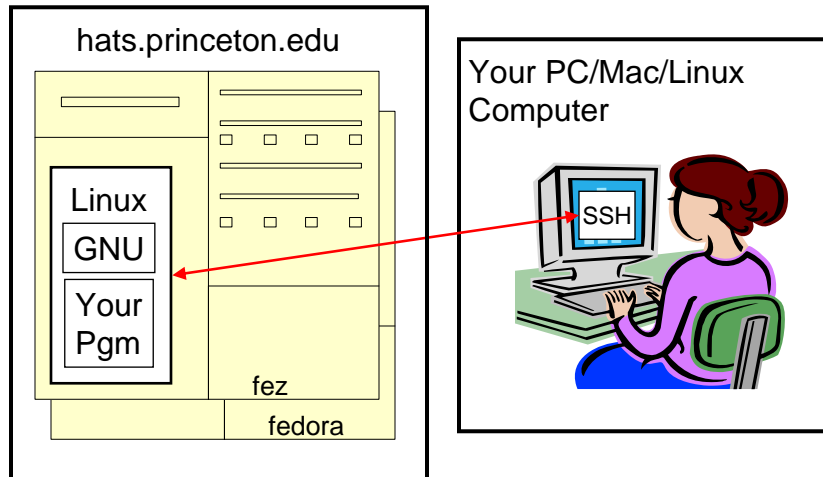 hats.princeton.edu
Linux
GNU
Your
Pgm
fez
fedora
Your PC/Mac/Linux
Computer
SSH